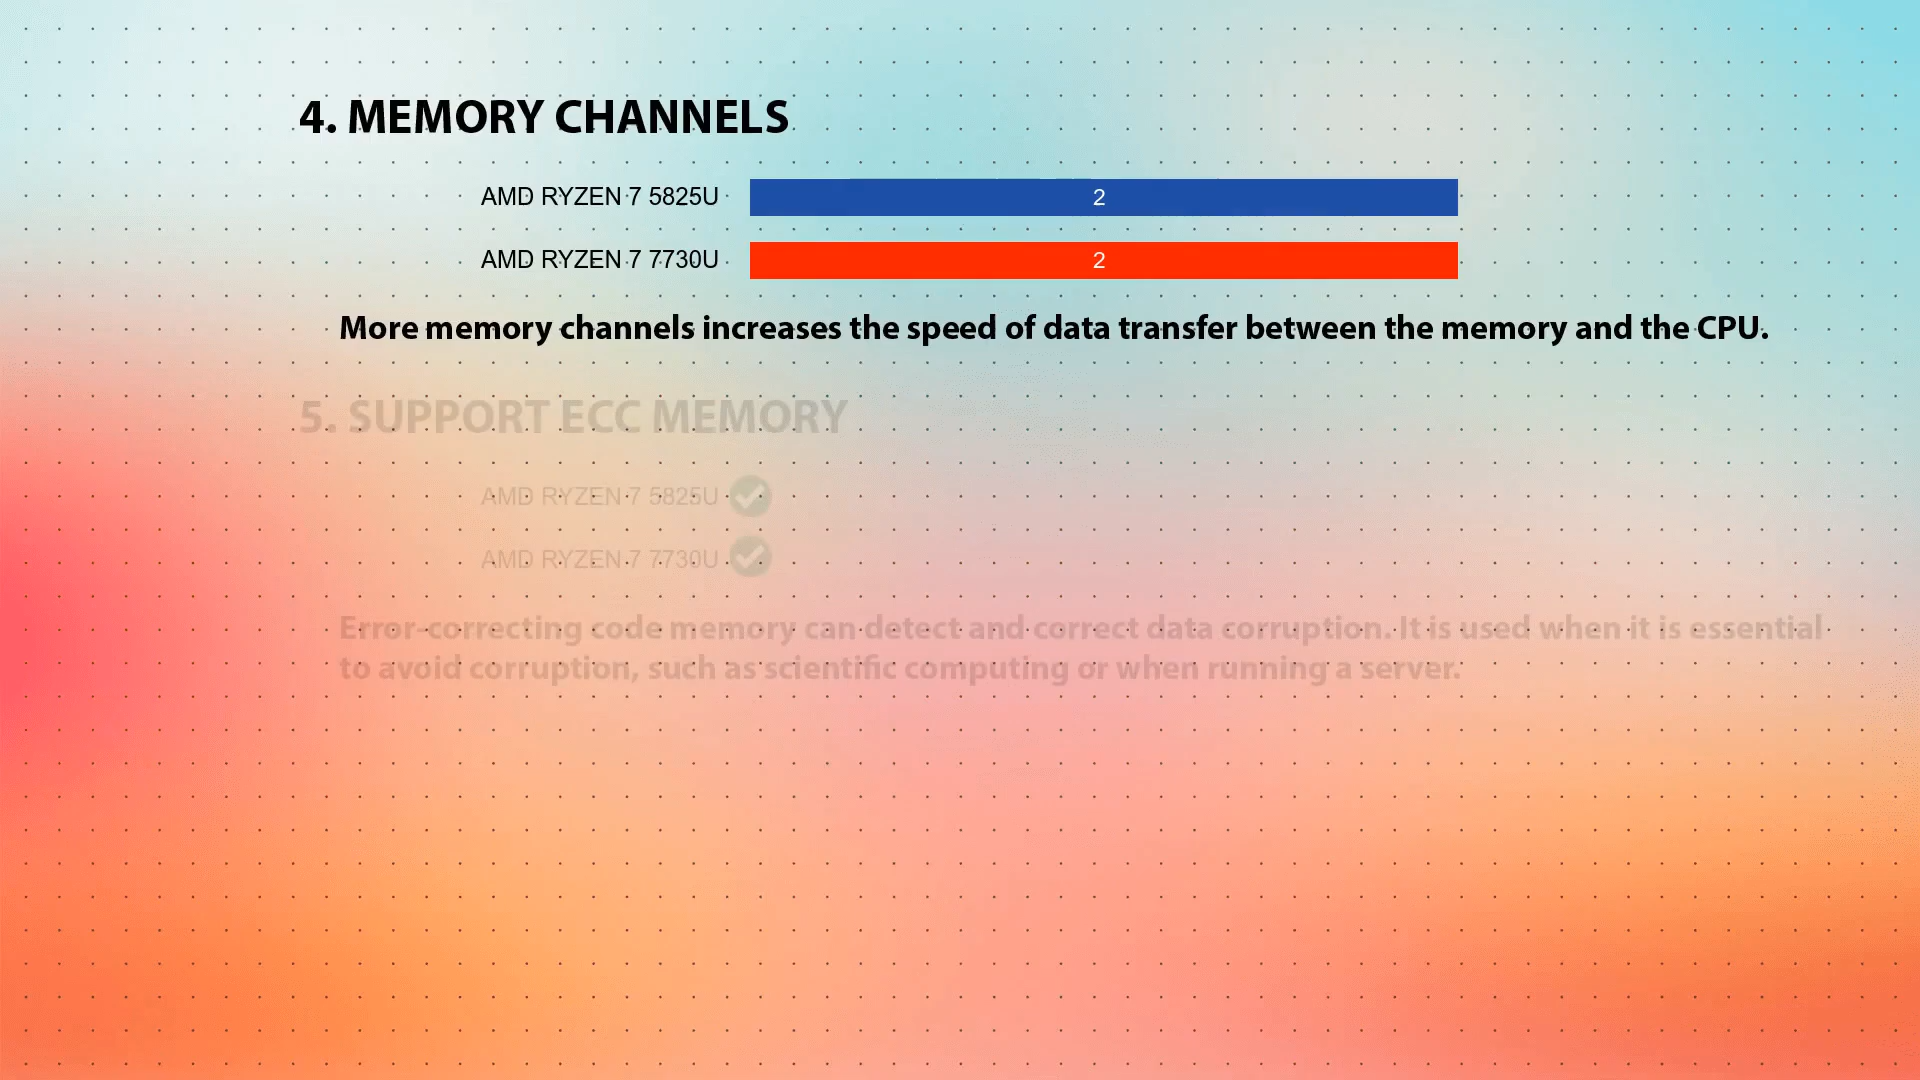 4. MEMORY CHANNELS
AMD RYZEN 7 5825U
2
AMD RYZEN 7 7730U
2
More memory channels increases the speed of data transfer between the memory and the CPU.
5. SUPPORT ECC MEMORY
AMD RYZEN 7 5825U
AMD RYZEN 7 7730U
Error-correcting code memory can detect and correct data corruption. It is used when it is essential
to avoid corruption, such as scientific computing or when running a server.